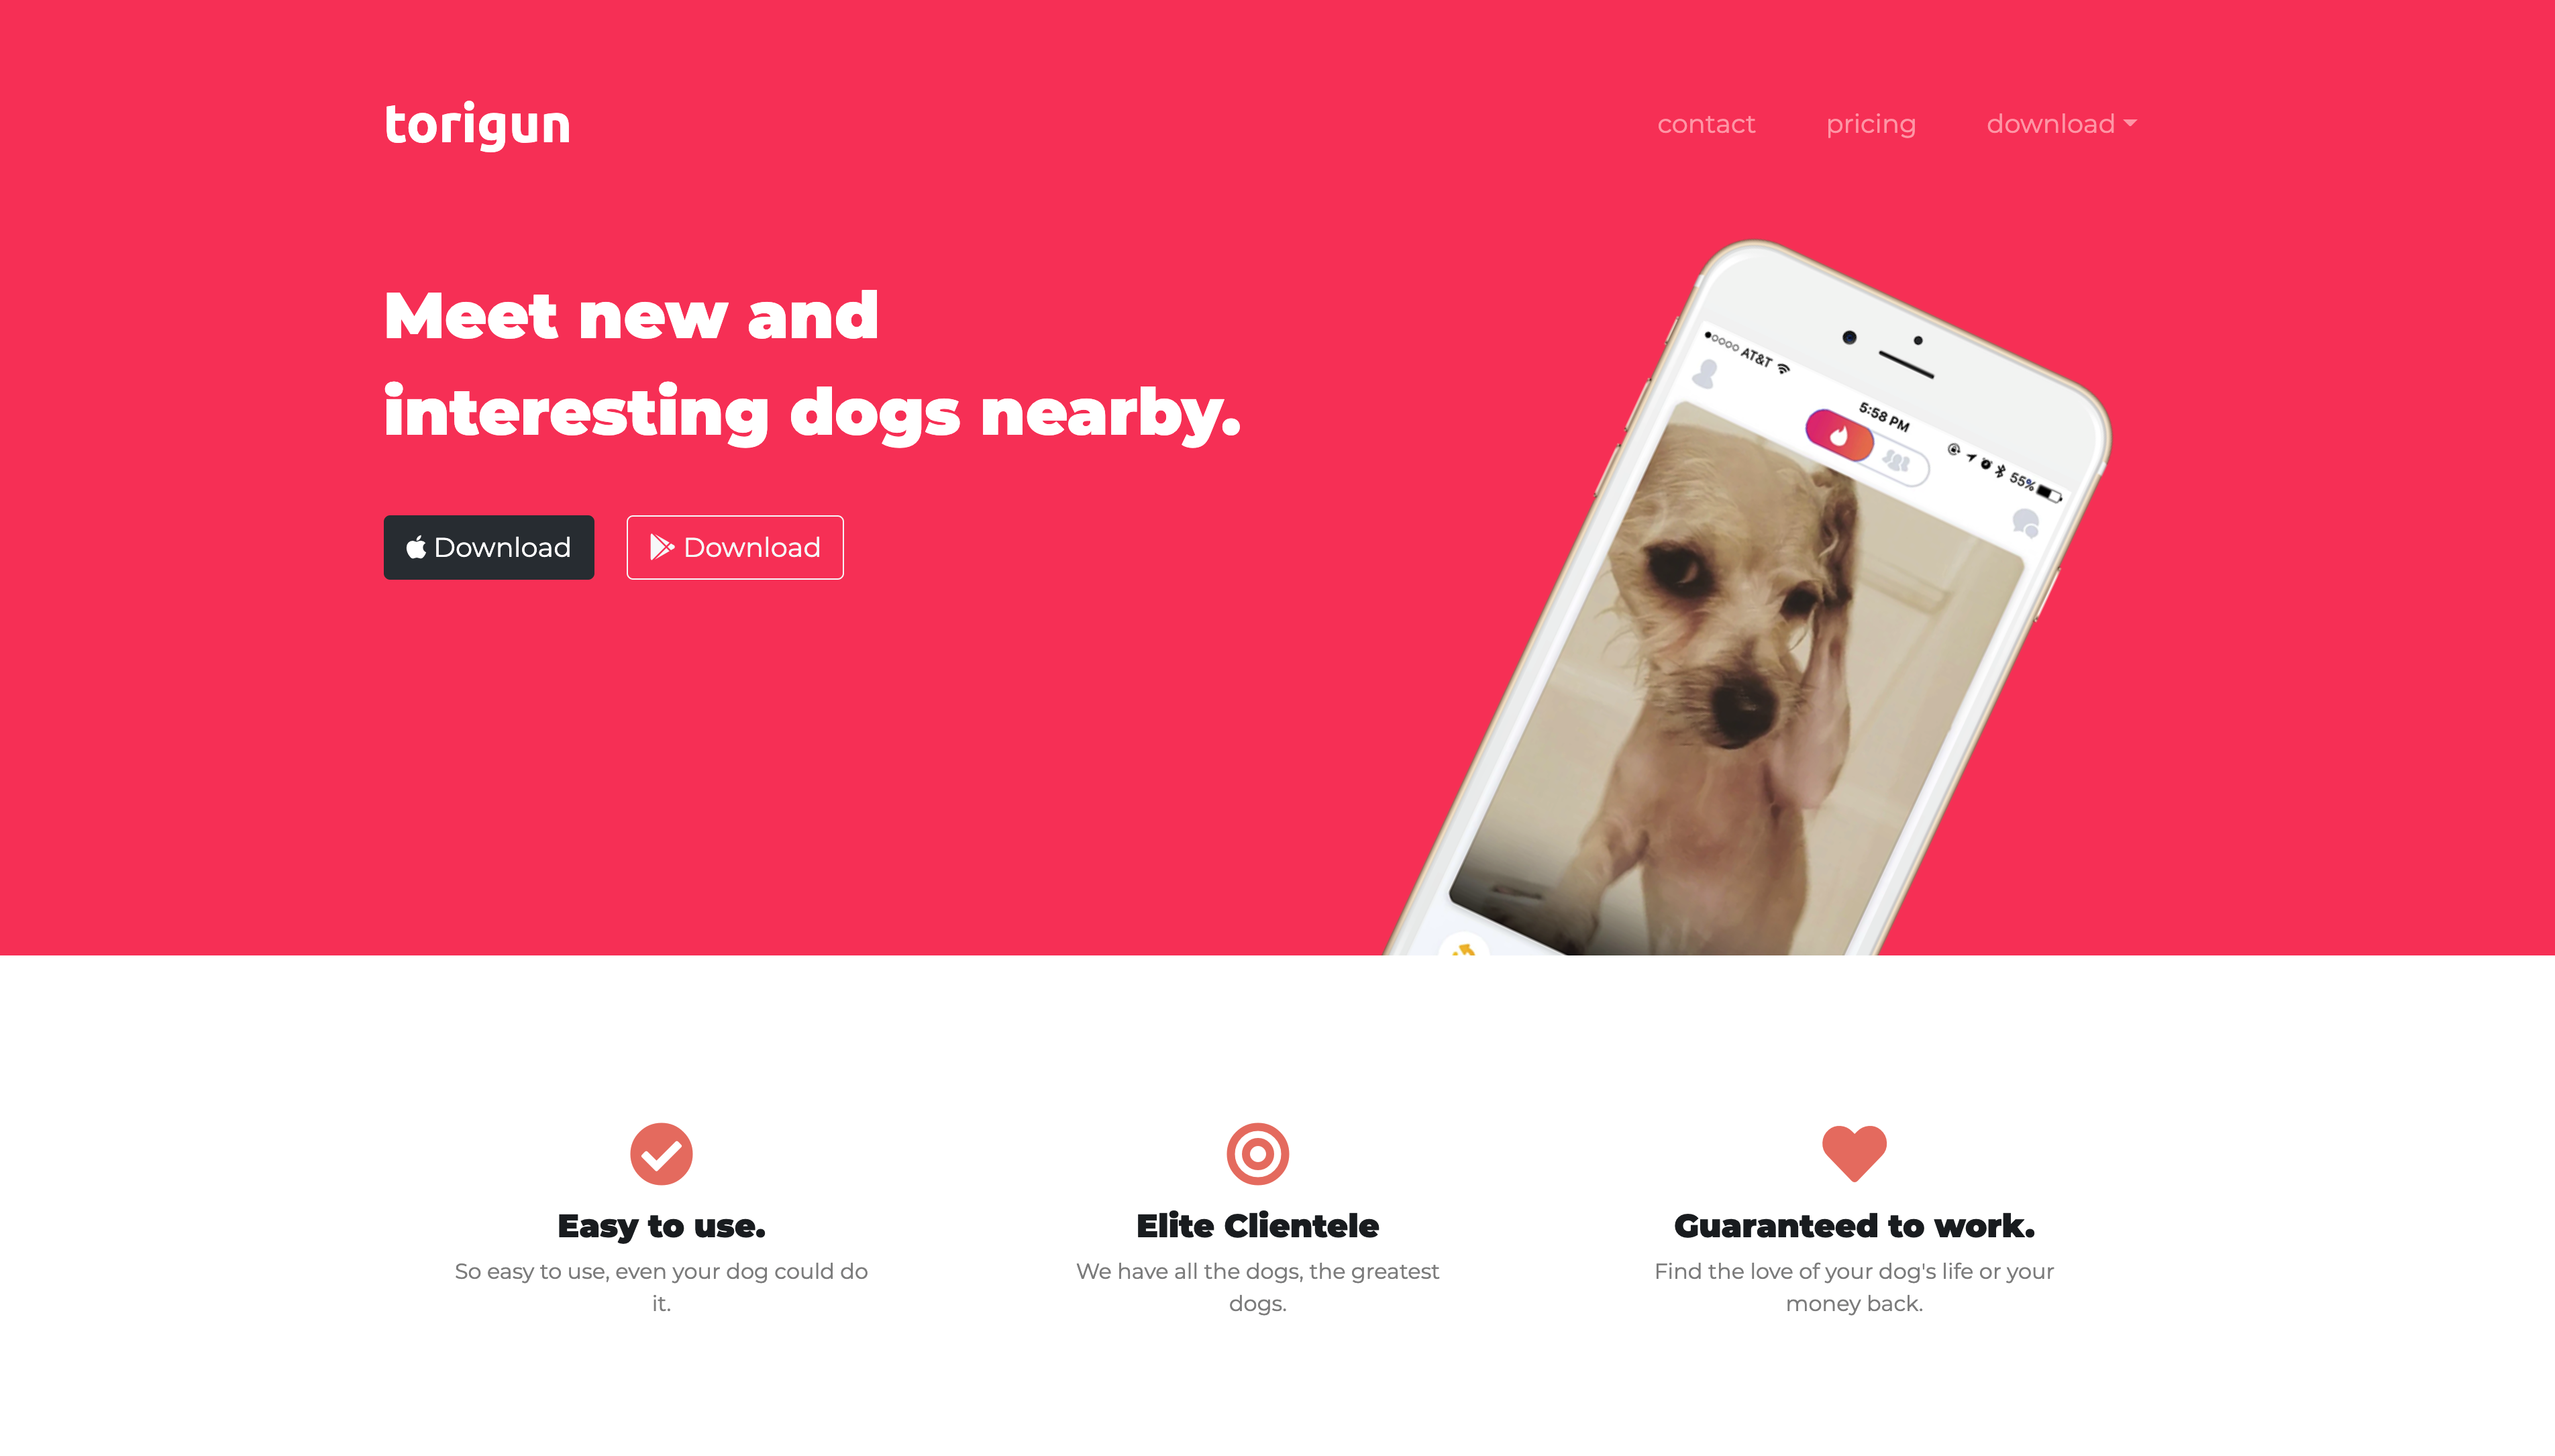 torigun
contact
pricing
download
Meet new and
interesting dogs nearby.
Download
Download
AT&T
5:58 PM
55%
Easy to use.
So easy to use, even your dog could do
it.
Elite Clientele
We have all the dogs, the greatest
dogs.
Guaranteed to work.
Find the love of your dog's life or your
money back.